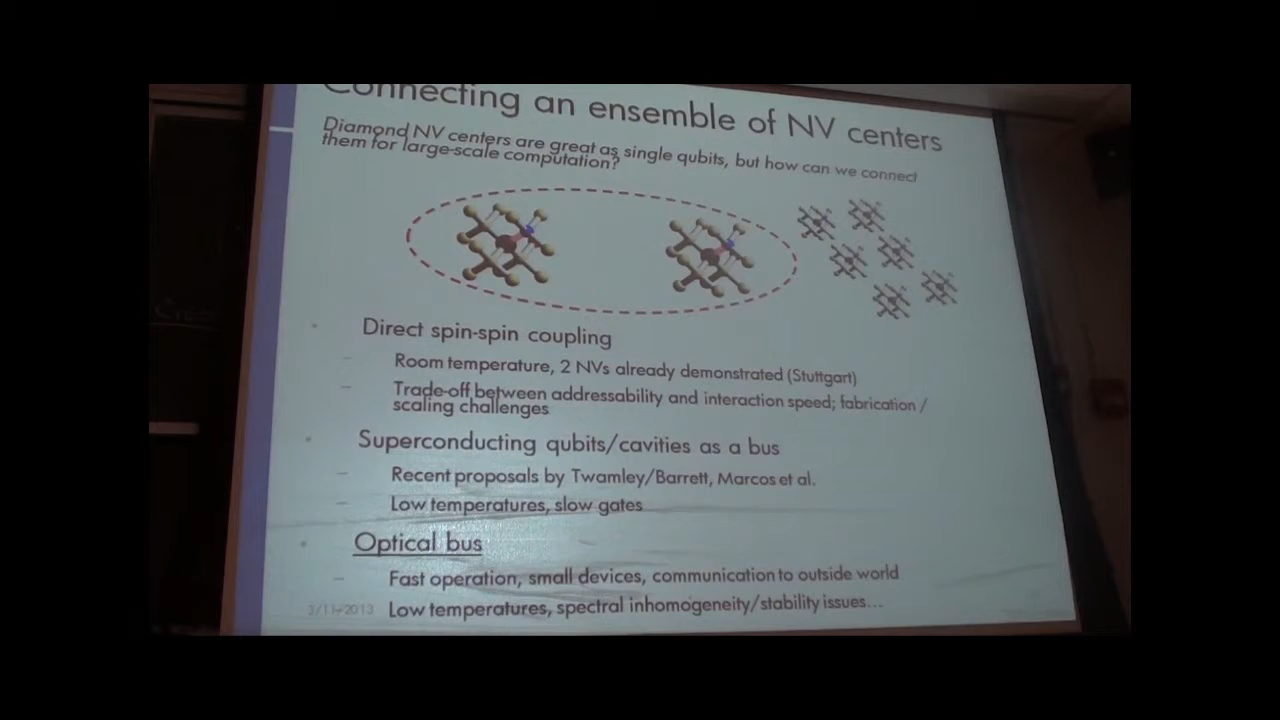 Connecting an ensemble of NV centers
Diamond NV centers are great as single qubits, but how can we connect
them for large-scale computation?
Direct spin-spin coupling
– Room temperature, 2 NVs already demonstrated (Stuttgart)
– Trade-off between addressability and interaction speed; fabrication /
scaling challenges
Superconducting qubits/cavities as a bus
– Recent proposals by Twamley/Barrett, Marcos et al.
– Low temperatures, slow gates
Optical bus
– Fast operation, small devices, communication to outside world
– Low temperatures, spectral inhomogeneity/stability issues...
3/11-2013